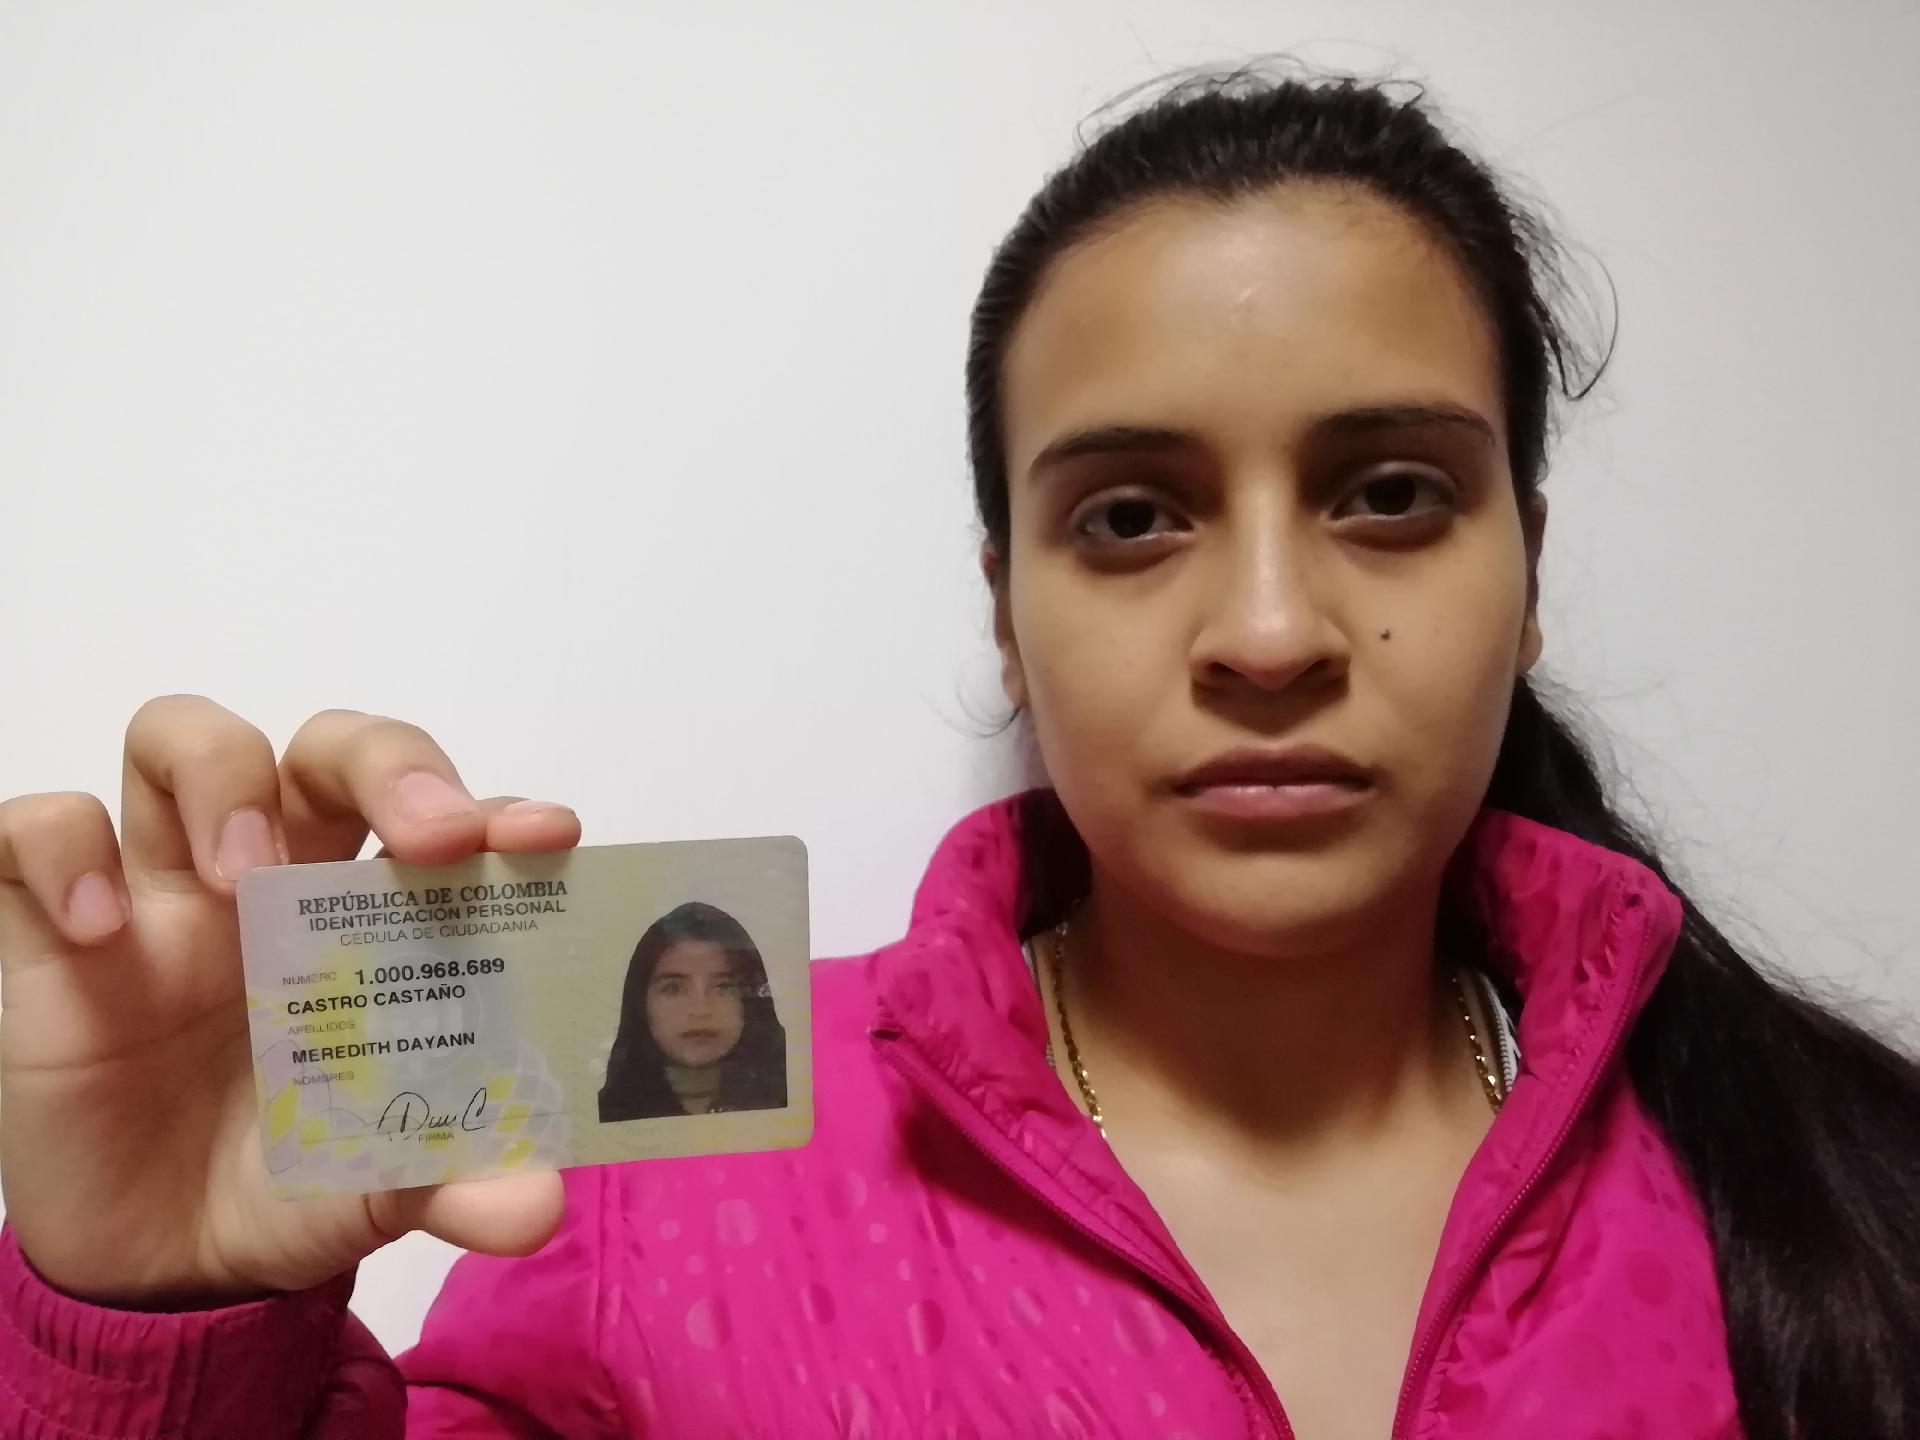 REPÚBLICA DE COLOMBIA
IDENTIFICACIÓN PERSONAL
CÉDULA DE CIUDADANIA
NUMERO 1.000.968.689
CASTRO CASTAÑO
APELLIDOS
MEREDITH DAYANN
NOMBRES
FIRMA